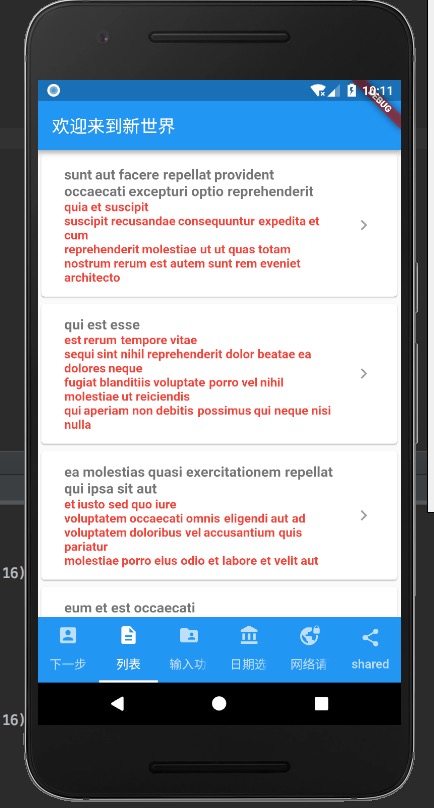 10:11
DEBUG
欢迎来到新世界
sunt aut facere repellat provident
occaecati excepturi optio reprehenderit
quia et suscipit
suscipit recusandae consequuntur expedita et
cum
reprehenderit molestiae ut ut quas totam
nostrum rerum est autem sunt rem eveniet
architecto
qui est esse
est rerum tempore vitae
sequi sint nihil reprehenderit dolor beatae ea
dolores neque
fugiat blanditiis voluptate porro vel nihil
molestiae ut reiciendis
qui aperiam non debitis possimus qui neque nisi
nulla
ea molestias quasi exercitationem repellat
qui ipsa sit aut
et iusto sed quo iure
voluptatem occaecati omnis eligendi aut ad
voluptatem doloribus vel accusantium quis
pariatur
molestiae porro eius odio et labore et velit aut
eum et est occaecati
下一步
列表
输入功
日期选
网络请
shared
16)
16)